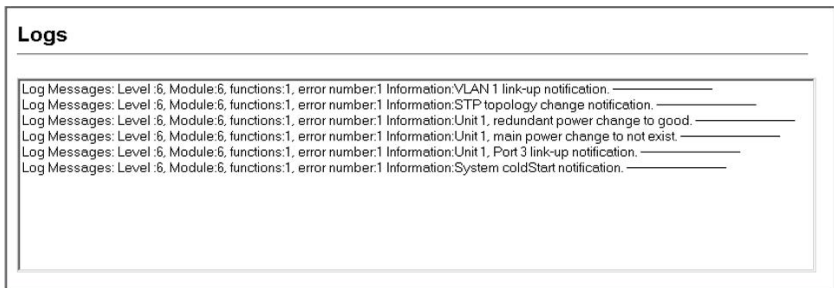 Logs
Log Messages: Level :6, Module:6, functions:1, error number:1 Information:VLAN 1 link-up notification.
Log Messages: Level :6, Module:6, functions:1, error number:1 Information:STP topology change notification.
Log Messages: Level :6, Module:6, functions:1, error number:1 Information:Unit 1, redundant power change to good.
Log Messages: Level :6, Module:6, functions:1, error number:1 Information:Unit 1, main power change to not exist.
Log Messages: Level :6, Module:6, functions:1, error number:1 Information:Unit 1, Port 3 link-up notification.
Log Messages: Level :6, Module:6, functions:1, error number:1 Information:System coldStart notification.